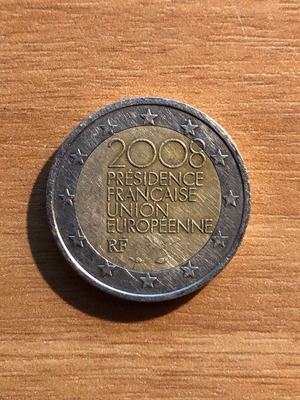 2008
PRÉSIDENCE
FRANÇAISE
UNION
EUROPÉENNE
RF